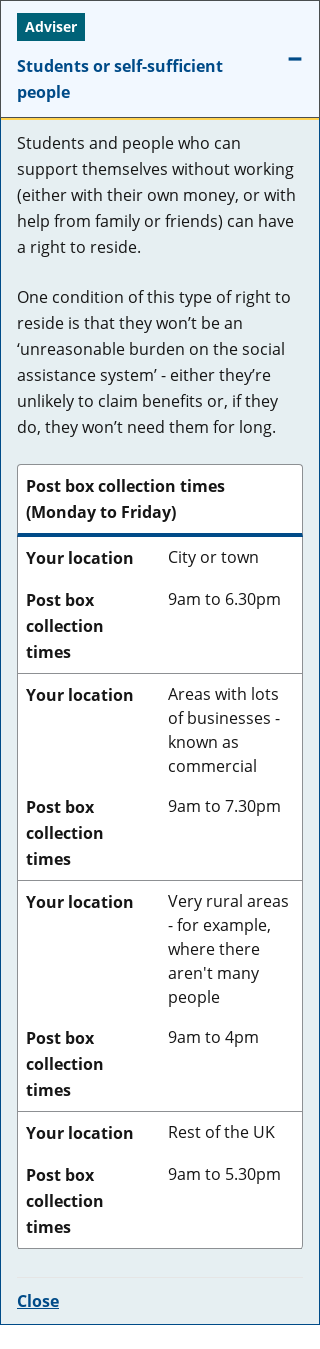 Adviser
Students or self-sufficient
people
Students and people who can
support themselves without working
(either with their own money, or with
help from family or friends) can have
a right to reside.
One condition of this type of right to
reside is that they won’t be an
‘unreasonable burden on the social
assistance system’ - either they’re
unlikely to claim benefits or, if they
do, they won’t need them for long.
Post box collection times
(Monday to Friday)
Your location City or town
Post box 9am to 6.30pm
collection
times
Your location Areas with lots
of businesses -
known as
commercial
Post box 9am to 7.30pm
collection
times
Your location Very rural areas
- for example,
where there
aren't many
people
Post box 9am to 4pm
collection
times
Your location Rest of the UK
Post box 9am to 5.30pm
collection
times
Close